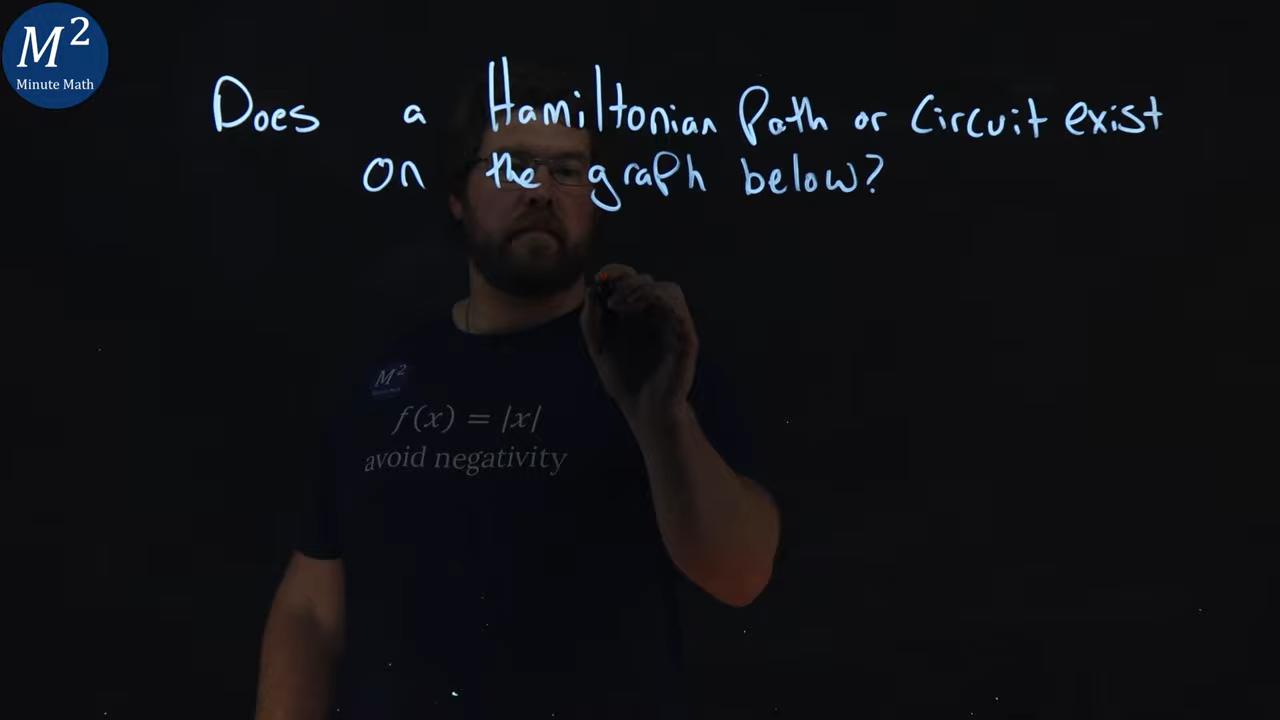 M²
Minute Math
Does a Hamiltonian Path or Circuit exist
on the graph below?
M²
f(x) = |x|
avoid negativity